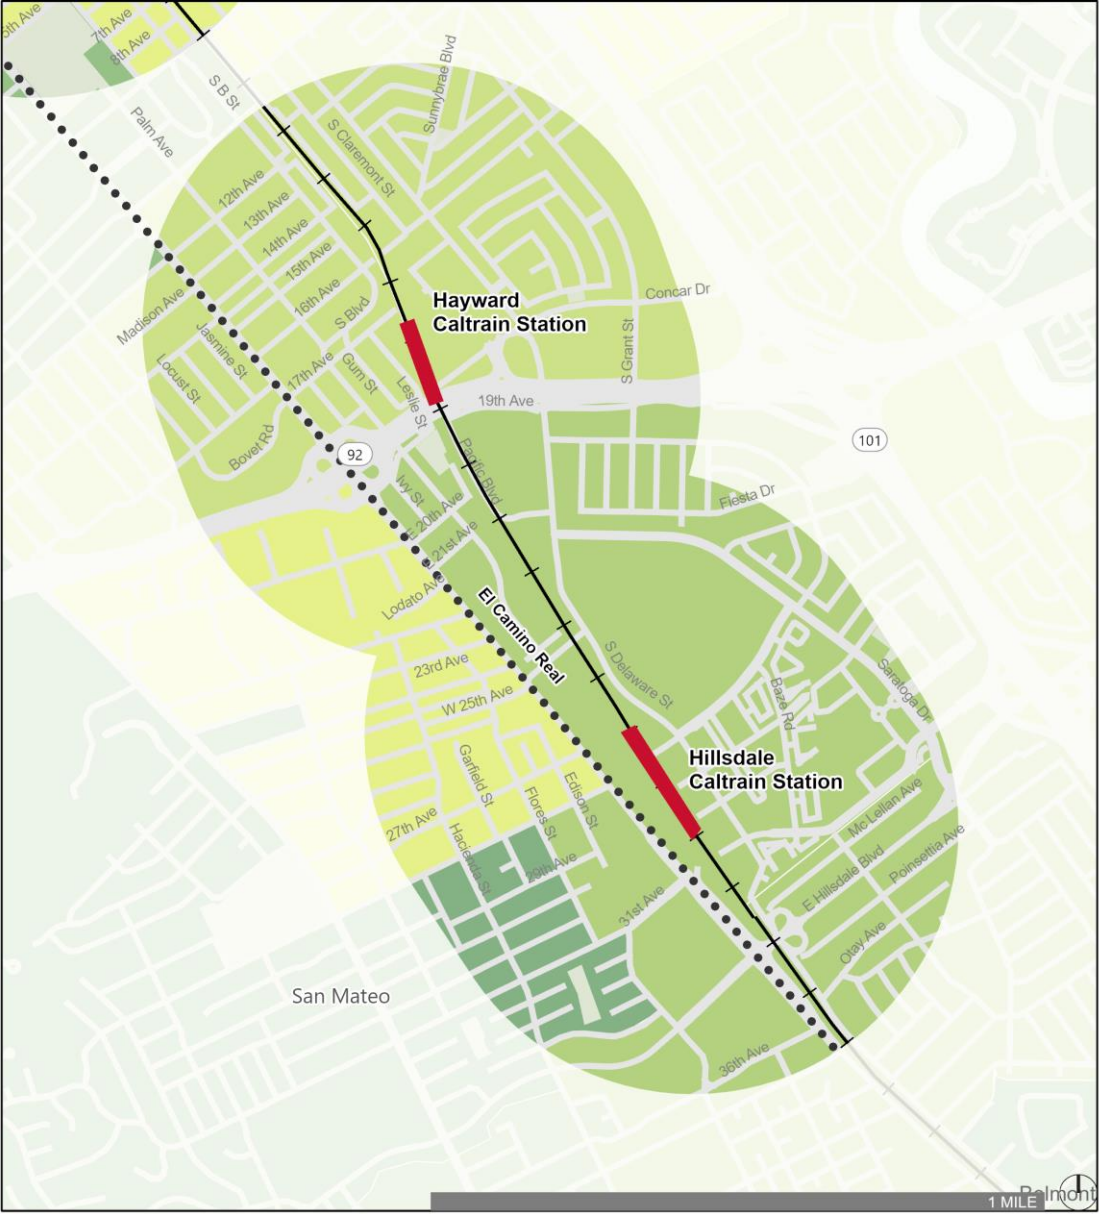 5th Ave
7th Ave
8th Ave
S B St
Palm Ave
Sunnybrae Blvd
S Claremont St
12th Ave
13th Ave
14th Ave
15th Ave
16th Ave
S Blvd
Madison Ave
Jasmine St
Locust St
17th Ave
Gum St
Leslie St
Bovet Rd
Hayward
Caltrain Station
Concar Dr
S Grant St
19th Ave
92
101
Pacific Blvd
Ivy St
E 20th Ave
21st Ave
Fiesta Dr
Lodato Ave
El Camino Real
23rd Ave
W 25th Ave
S Delaware St
Baze Rd
Saratoga Dr
Garfield St
Edison St
Flores St
27th Ave
Hacienda St
29th Ave
31st Ave
Hillsdale
Caltrain Station
Mc Lellan Ave
Poinsettia Ave
E Hillsdale Blvd
Otay Ave
San Mateo
36th Ave
1 MILE
Belmont